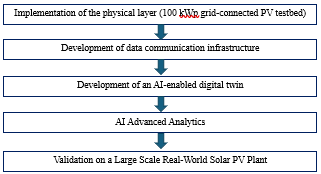 Implementation of the physical layer (100 kWp grid-connected PV testbed)
Development of data communication infrastructure
Development of an AI-enabled digital twin
AI Advanced Analytics
Validation on a Large Scale Real-World Solar PV Plant